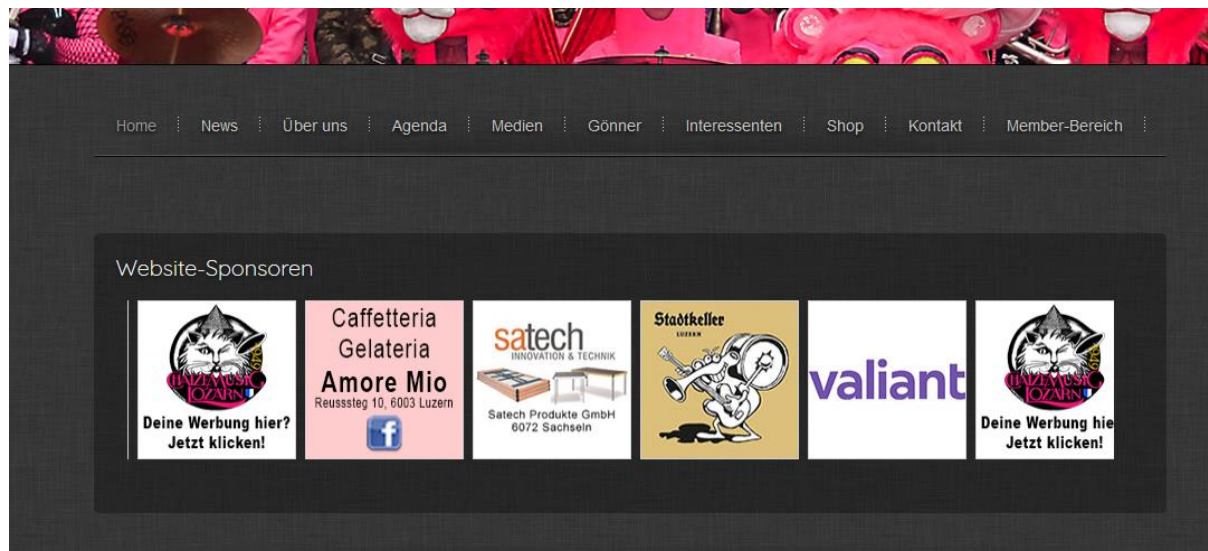 Home
News
Über uns
Agenda
Medien
Gönner
Interessenten
Shop
Kontakt
Member-Bereich
Website-Sponsoren
LOZÄRN
Deine Werbung hier?
Jetzt klicken!
Caffetteria
Gelateria
Amore Mio
Reusssteg 10, 6003 Luzern
f
satech
INNOVATION & TECHNIK
Satech Produkte GmbH
6072 Sachseln
Stadtkeller
LUZERN
valiant
LOZÄRN
Deine Werbung hie
Jetzt klicken!